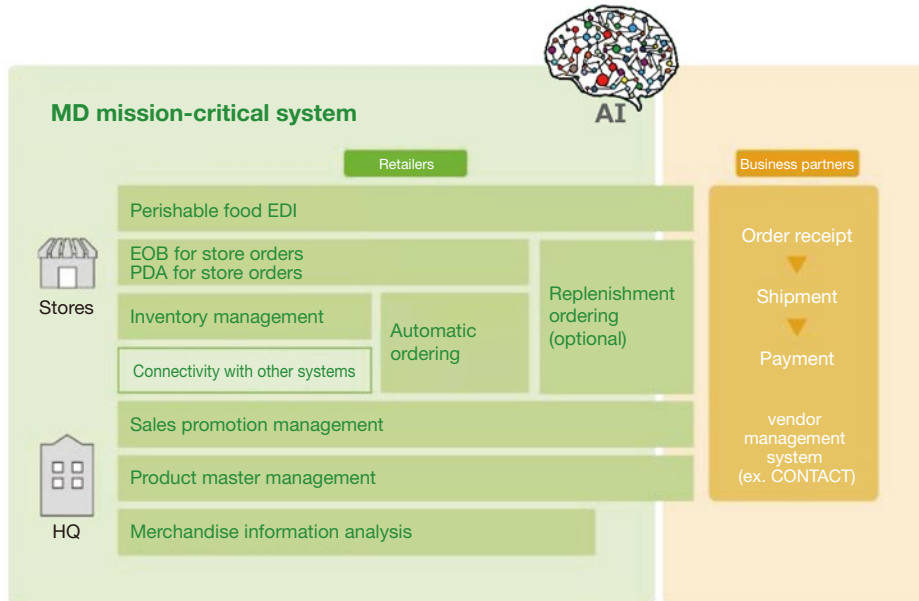 AI
MD mission-critical system
Retailers
Business partners
Stores
Perishable food EDI
EOB for store orders
PDA for store orders
Inventory management
Connectivity with other systems
Automatic
ordering
Replenishment
ordering
(optional)
HQ
Sales promotion management
Product master management
Merchandise information analysis
Order receipt
Shipment
Payment
vendor
management
system
(ex. CONTACT)